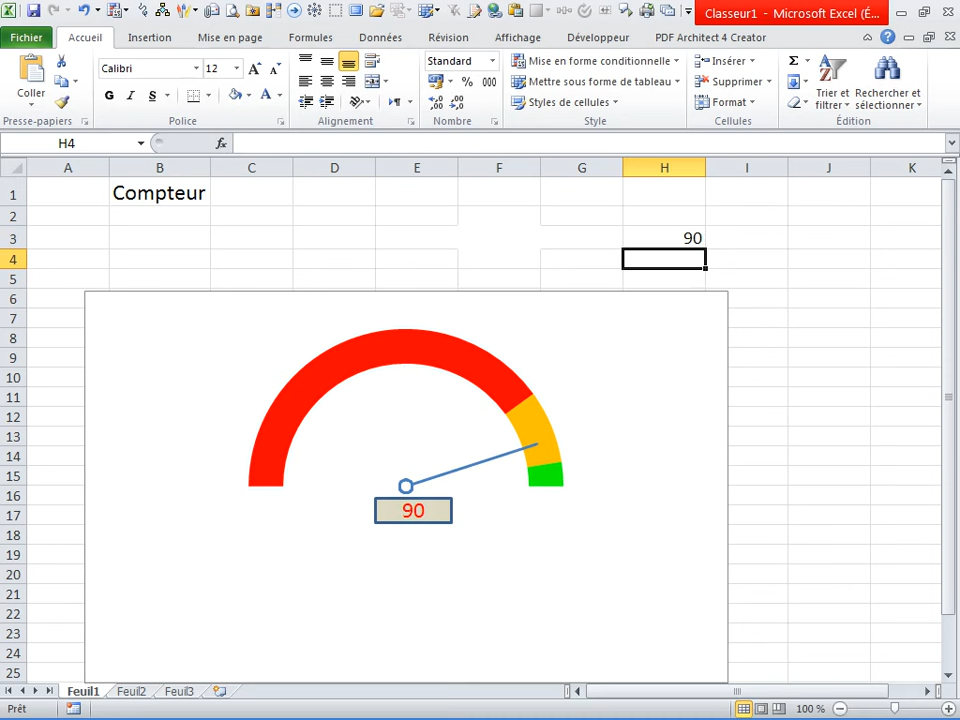 Classeur1 - Microsoft Excel (É...
Fichier Accueil Insertion Mise en page Formules Données Révision Affichage Développeur PDF Architect 4 Creator
Coller
Calibri 12
G I S
A A
Standard
% 000
Mise en forme conditionnelle
Mettre sous forme de tableau
Styles de cellules
Insérer
Supprimer
Format
Trier et filtrer
Rechercher et sélectionner
Presse-papiers Police Alignement Nombre Style Cellules Édition
H4 fx
A B C D E F G H I J K
1 Compteur
2
3 90
4
5
6
7
8
9
10
11
12
13
14
15
16
90
17
18
19
20
21
22
23
24
25
Feuil1 Feuil2 Feuil3
Prêt 100 %